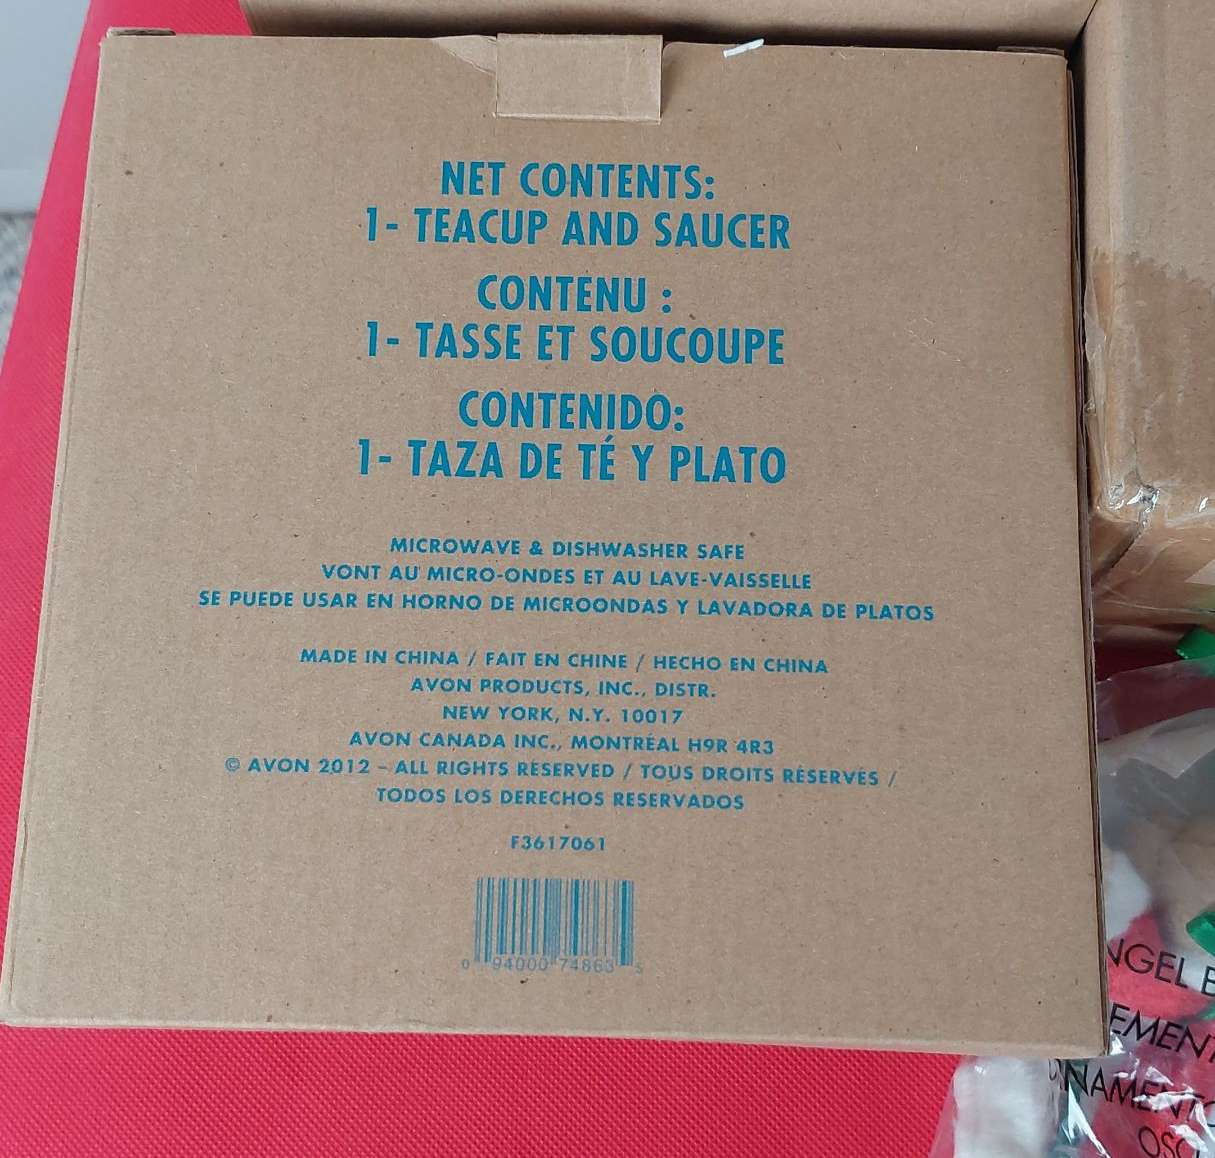 NET CONTENTS:
1- TEACUP AND SAUCER
CONTENU :
1- TASSE ET SOUCOUPE
CONTENIDO:
1- TAZA DE TÉ Y PLATO
MICROWAVE & DISHWASHER SAFE
VONT AU MICRO-ONDES ET AU LAVE-VAISSELLE
SE PUEDE USAR EN HORNO DE MICROONDAS Y LAVADORA DE PLATOS
MADE IN CHINA / FAIT EN CHINE / HECHO EN CHINA
AVON PRODUCTS, INC., DISTR.
NEW YORK, N.Y. 10017
AVON CANADA INC., MONTRÉAL H9R 4R3
© AVON 2012 – ALL RIGHTS RESERVED / TOUS DROITS RÉSERVÉS /
TODOS LOS DERECHOS RESERVADOS
F3617061
0 94000 74863 5
NGEL B
EMENT
NAMENTO
OSO